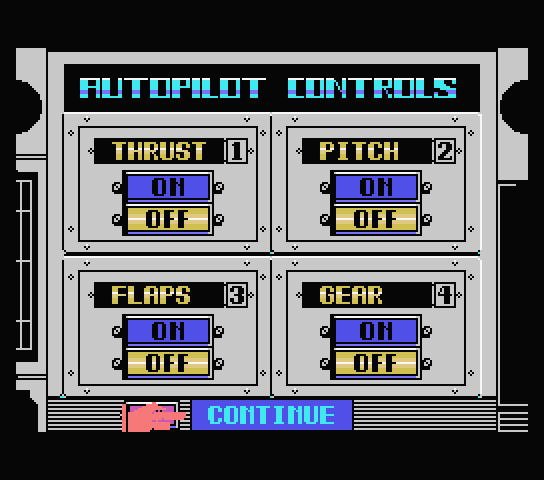 AUTOPILOT CONTROLS
THRUST 1
ON
OFF
PITCH 2
ON
OFF
FLAPS 3
ON
OFF
GEAR 4
ON
OFF
CONTINUE